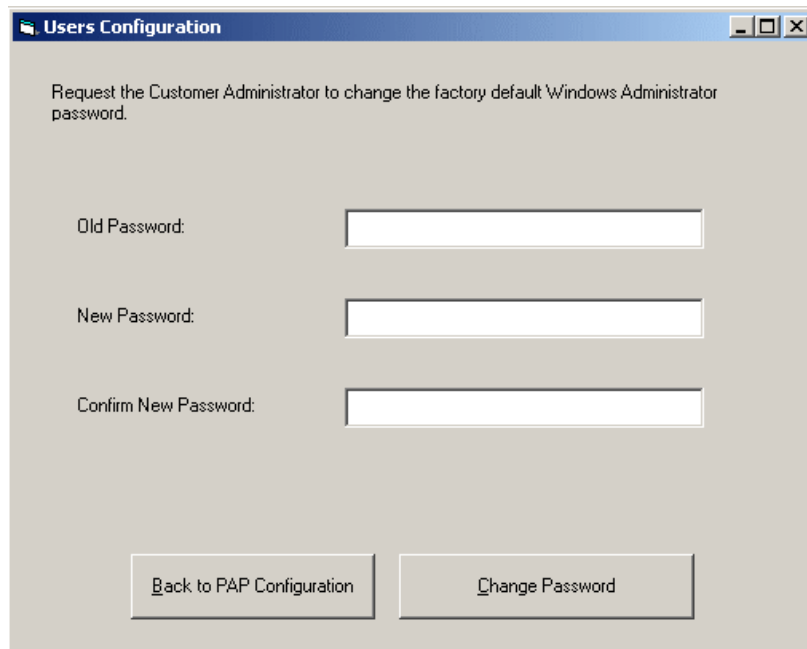 Users Configuration
Request the Customer Administrator to change the factory default Windows Administrator
password.
Old Password:
New Password:
Confirm New Password:
Back to PAP Configuration
Change Password